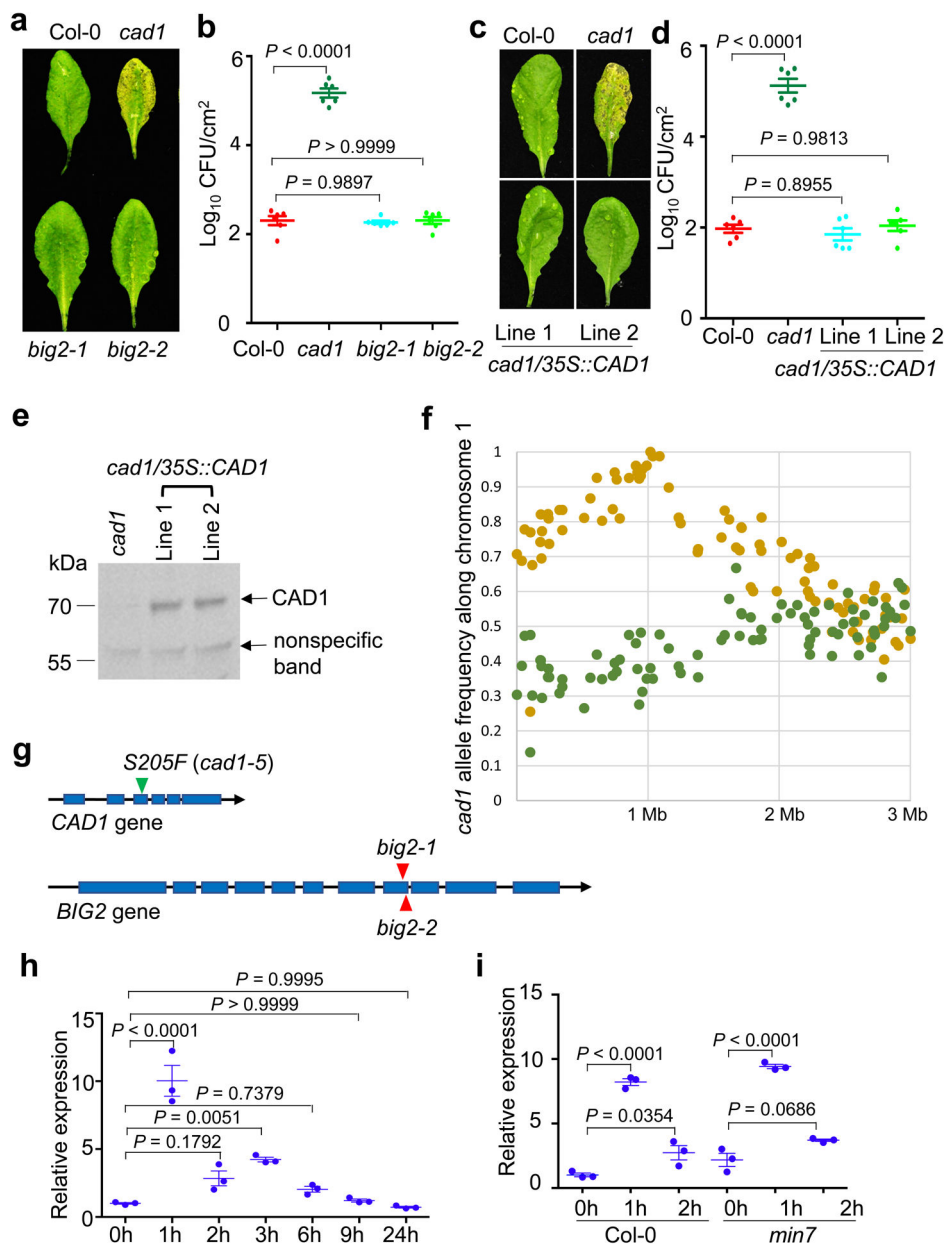 a
Col-0 cad1
big2-1 big2-2
b
Log10 CFU/cm2
6
4
2
0
P < 0.0001
P > 0.9999
P = 0.9897
Col-0 cad1 big2-1 big2-2
c
Col-0 cad1
Line 1 Line 2
cad1/35S::CAD1
d
Log10 CFU/cm2
6
4
2
0
P < 0.0001
P = 0.9813
P = 0.8955
Col-0 cad1 Line 1 Line 2
cad1/35S::CAD1
e
cad1/35S::CAD1
cad1
Line 1
Line 2
kDa
70
55
CAD1
nonspecific
band
f
cad1 allele frequency along chromosome 1
1
0.9
0.8
0.7
0.6
0.5
0.4
0.3
0.2
0.1
0
1 Mb 2 Mb 3 Mb
g
S205F (cad1-5)
CAD1 gene
big2-1
BIG2 gene
big2-2
h
Relative expression
15
10
5
0
P = 0.9995
P > 0.9999
P < 0.0001
P = 0.7379
P = 0.0051
P = 0.1792
0h 1h 2h 3h 6h 9h 24h
i
Relative expression
15
10
5
0
P < 0.0001
P < 0.0001
P = 0.0354
P = 0.0686
0h 1h 2h 0h 1h 2h
Col-0 min7